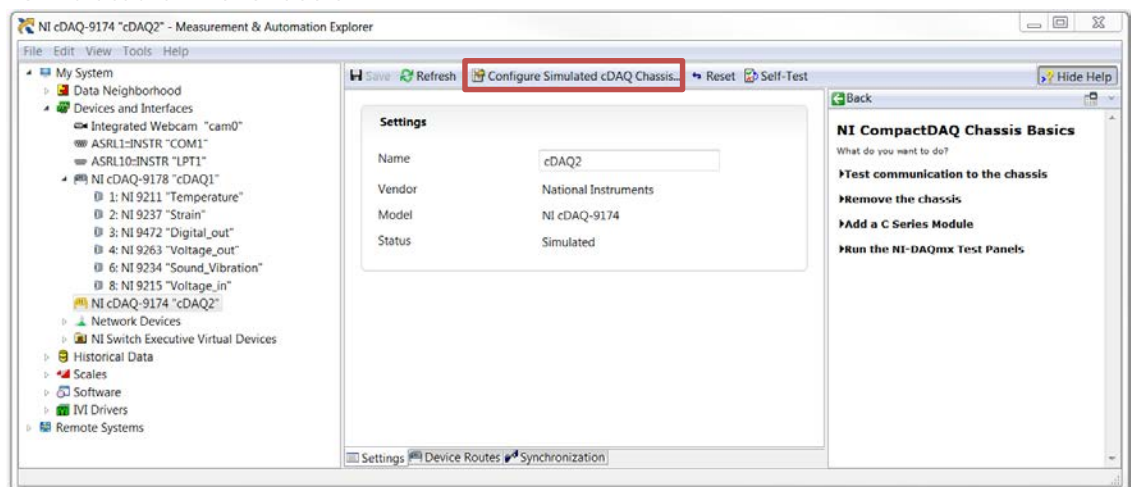 NI cDAQ-9174 "cDAQ2" - Measurement & Automation Explorer
File Edit View Tools Help
My System
Data Neighborhood
Devices and Interfaces
Integrated Webcam "cam0"
ASRL1::INSTR "COM1"
ASRL10::INSTR "LPT1"
NI cDAQ-9178 "cDAQ1"
1: NI 9211 "Temperature"
2: NI 9237 "Strain"
3: NI 9472 "Digital_out"
4: NI 9263 "Voltage_out"
6: NI 9234 "Sound_Vibration"
8: NI 9215 "Voltage_in"
NI cDAQ-9174 "cDAQ2"
Network Devices
NI Switch Executive Virtual Devices
Historical Data
Scales
Software
IVI Drivers
Remote Systems
Save Refresh Configure Simulated cDAQ Chassis... Reset Self-Test
Hide Help
Settings
Name cDAQ2
Vendor National Instruments
Model NI cDAQ-9174
Status Simulated
Settings Device Routes Synchronization
Back
NI CompactDAQ Chassis Basics
What do you want to do?
Test communication to the chassis
Remove the chassis
Add a C Series Module
Run the NI-DAQmx Test Panels